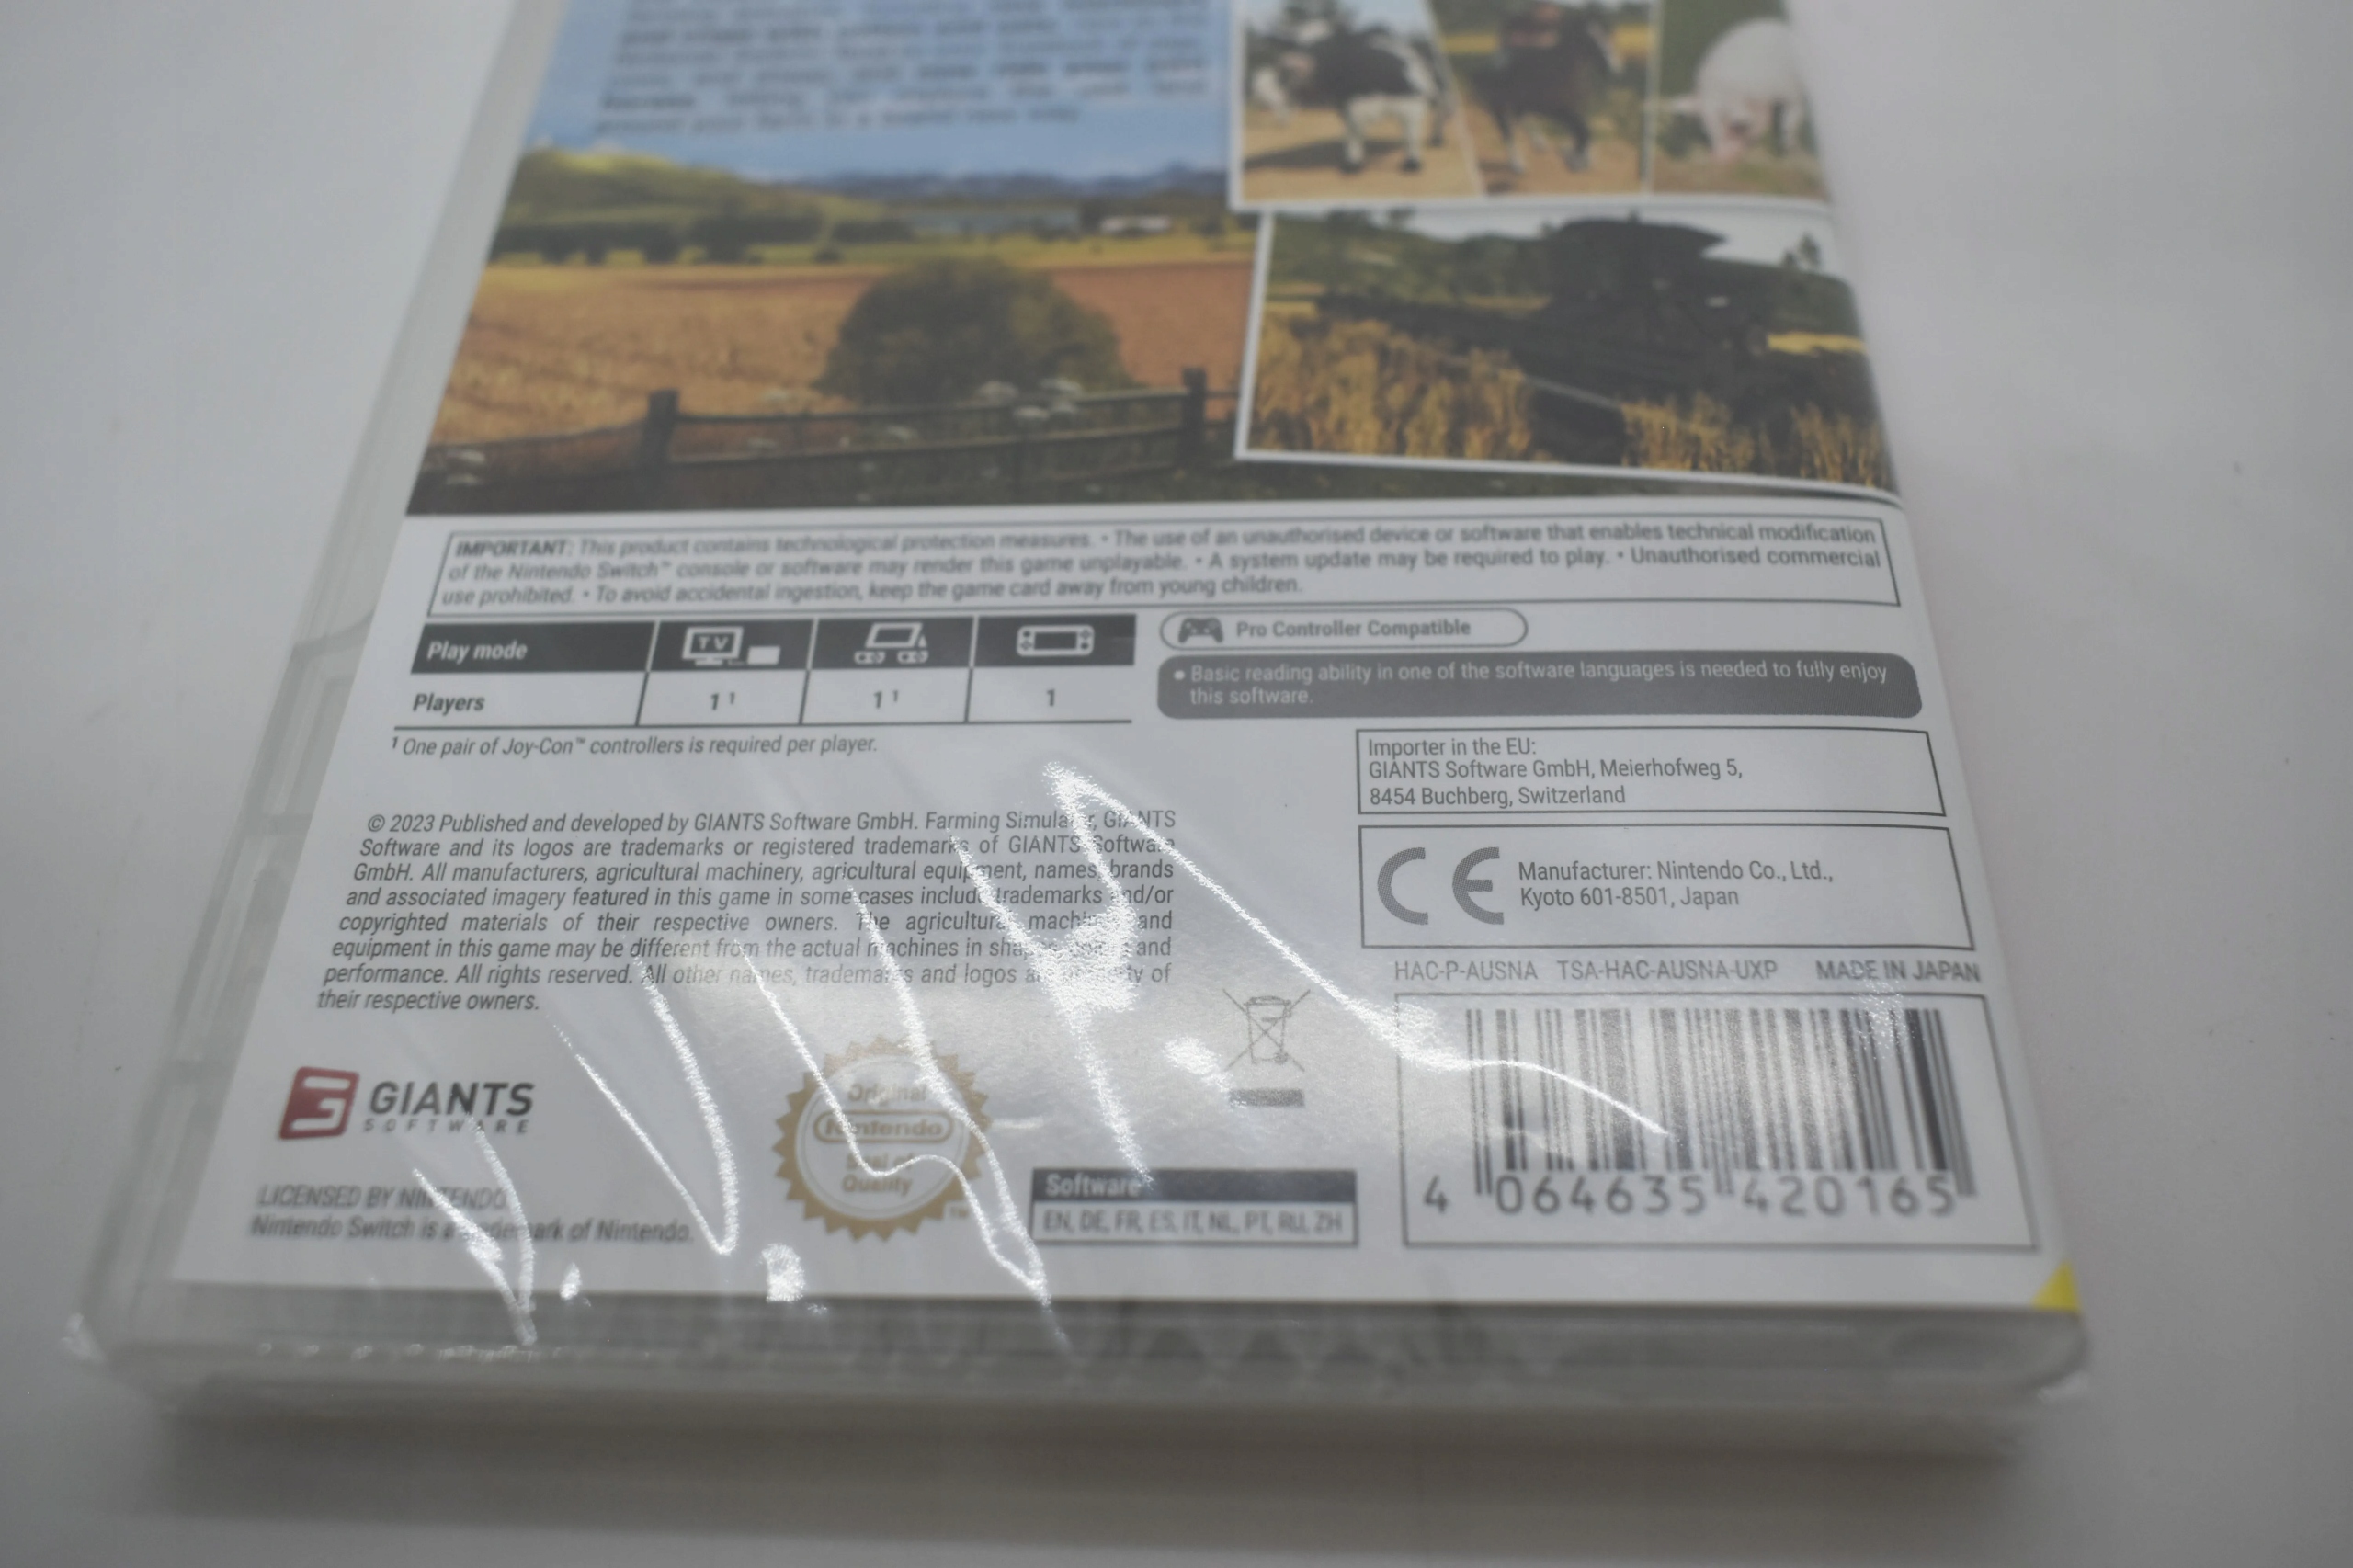 IMPORTANT: This product contains technological protection measures. • The use of an unauthorised device or software that enables technical modification
of the Nintendo Switch™ console or software may render this game unplayable. • A system update may be required to play. • Unauthorised commercial
use prohibited. • To avoid accidental ingestion, keep the game card away from young children.
Play mode TV
Players 1¹ 1¹ 1
¹ One pair of Joy-Con™ controllers is required per player.
Pro Controller Compatible
• Basic reading ability in one of the software languages is needed to fully enjoy
this software.
Importer in the EU:
GIANTS Software GmbH, Meierhofweg 5,
8454 Buchberg, Switzerland
CE Manufacturer: Nintendo Co., Ltd.,
Kyoto 601-8501, Japan
HAC-P-AUSNA TSA-HAC-AUSNA-UXP MADE IN JAPAN
4 064635 420165
© 2023 Published and developed by GIANTS Software GmbH. Farming Simulator, GIANTS
Software and its logos are trademarks or registered trademarks of GIANTS Software
GmbH. All manufacturers, agricultural machinery, agricultural equipment, names, brands
and associated imagery featured in this game in some cases include trademarks and/or
copyrighted materials of their respective owners. The agricultural machines and
equipment in this game may be different from the actual machines in and
performance. All rights reserved. All other names, trademarks and logos of
their respective owners.
GIANTS
SOFTWARE
LICENSED BY NINTENDO
Nintendo Switch is a trademark of Nintendo.
Original
Nintendo
Seal of
Quality
TM
Software
EN, DE, FR, ES, IT, NL, PT, RU, ZH